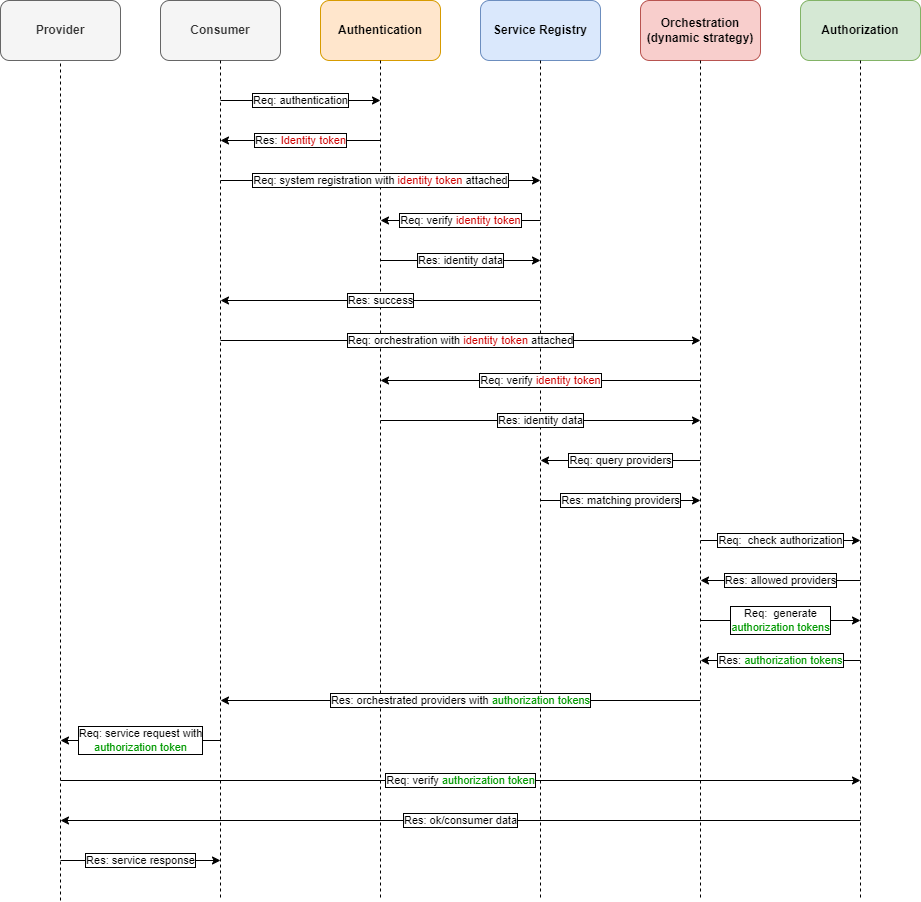 Provider
Consumer
Authentication
Service Registry
Orchestration
(dynamic strategy)
Authorization
Req: authentication
Res: Identity token
Req: system registration with identity token attached
Req: verify identity token
Res: identity data
Res: success
Req: orchestration with identity token attached
Req: verify identity token
Res: identity data
Req: query providers
Res: matching providers
Req:  check authorization
Res: allowed providers
Req:  generate
authorization tokens
Res: authorization tokens
Res: orchestrated providers with authorization tokens
Req: service request with
authorization token
Req: verify authorization token
Res: ok/consumer data
Res: service response